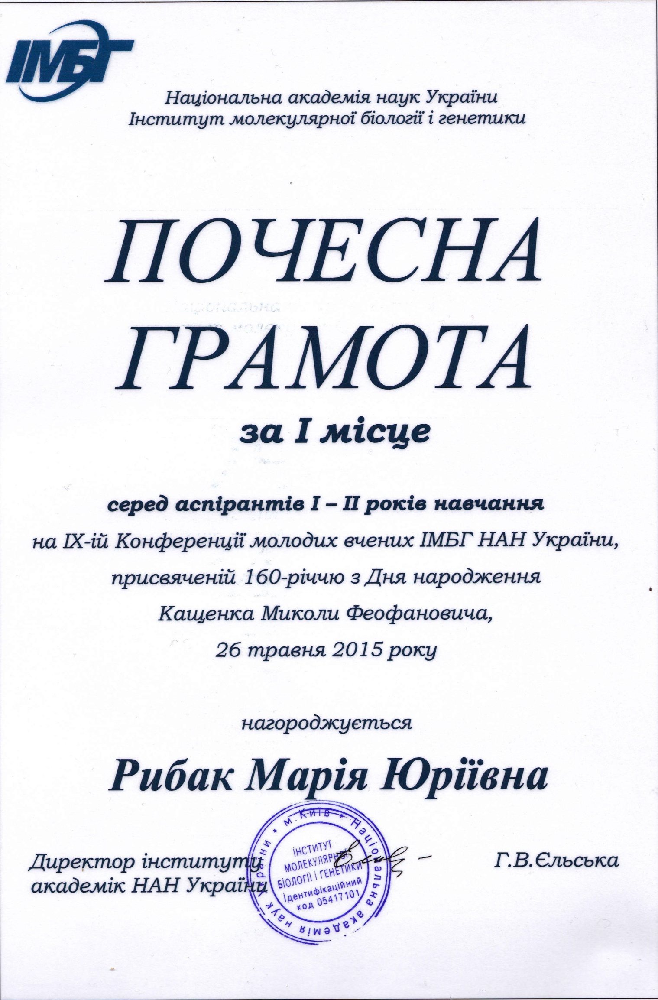 ІМБГ
Національна академія наук України
Інститут молекулярної біології і генетики
ПОЧЕСНА
ГРАМОТА
за І місце
серед аспірантів І – ІІ років навчання
на ІХ-ій Конференції молодих вчених ІМБГ НАН України,
присвяченій 160-річчю з Дня народження
Кащенка Миколи Феофановича,
26 травня 2015 року
нагороджується
Рибак Марія Юріївна
Директор інституту
академік НАН України
Г.В.Єльська
* м.Київ * Національна академія наук України
ІНСТИТУТ
МОЛЕКУЛЯРНОЇ
БІОЛОГІЇ І ГЕНЕТИКИ
Ідентифікаційний
код 05417101